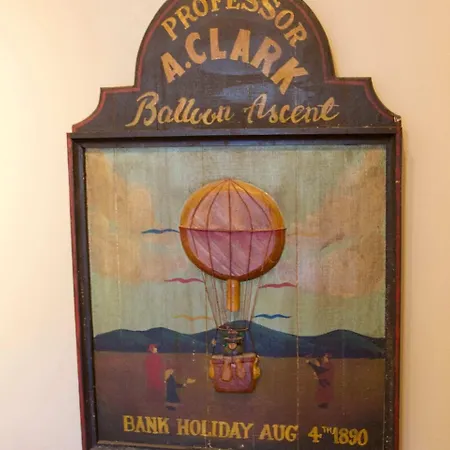 PROFESSOR
A. CLARK
Balloon Ascent
BANK HOLIDAY AUG 4TH 1890